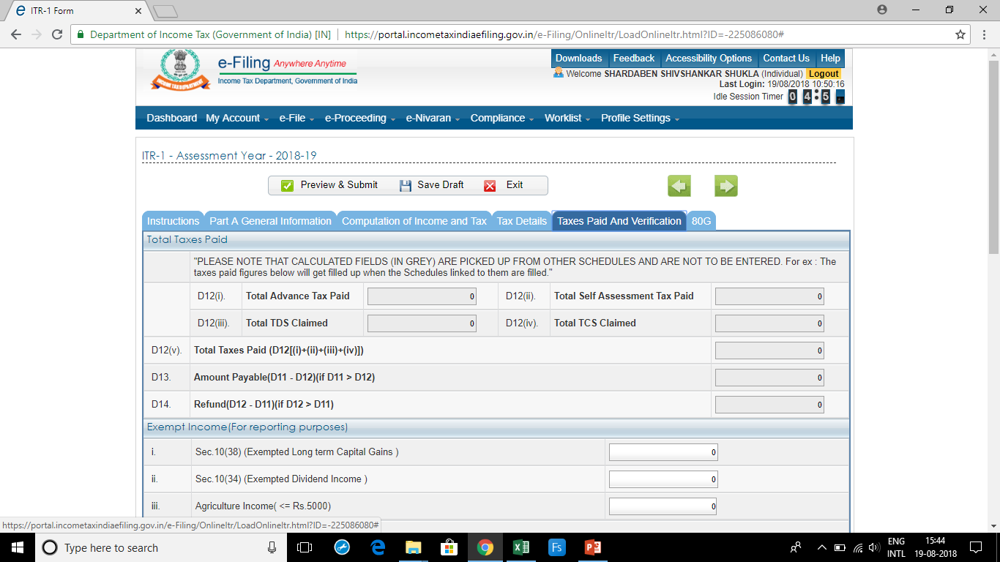 ITR-1 Form
Department of Income Tax (Government of India) [IN]
https://portal.incometaxindiaefiling.gov.in/e-Filing/OnlineItr/LoadOnlineItr.html?ID=-225086080#
e-Filing Anywhere Anytime
Income Tax Department, Government of India
Downloads Feedback Accessibility Options Contact Us Help
Welcome SHARDABEN SHIVSHANKAR SHUKLA (Individual) Logout
Last Login: 19/08/2018 10:50:16
Idle Session Timer 0 4 : 5
Dashboard My Account e-File e-Proceeding e-Nivaran Compliance Worklist Profile Settings
ITR-1 - Assessment Year - 2018-19
Preview & Submit Save Draft Exit
Instructions Part A General Information Computation of Income and Tax Tax Details Taxes Paid And Verification 80G
Total Taxes Paid
"PLEASE NOTE THAT CALCULATED FIELDS (IN GREY) ARE PICKED UP FROM OTHER SCHEDULES AND ARE NOT TO BE ENTERED. For ex : The
taxes paid figures below will get filled up when the Schedules linked to them are filled."
D12(i). Total Advance Tax Paid 0 D12(ii). Total Self Assessment Tax Paid 0
D12(iii). Total TDS Claimed 0 D12(iv). Total TCS Claimed 0
D12(v). Total Taxes Paid (D12[(i)+(ii)+(iii)+(iv)]) 0
D13. Amount Payable(D11 - D12)(if D11 > D12) 0
D14. Refund(D12 - D11)(if D12 > D11) 0
Exempt Income(For reporting purposes)
i. Sec.10(38) (Exempted Long term Capital Gains ) 0
ii. Sec.10(34) (Exempted Dividend Income ) 0
iii. Agriculture Income( <= Rs.5000) 0
https://portal.incometaxindiaefiling.gov.in/e-Filing/OnlineItr/LoadOnlineItr.html?ID=-225086080#
Type here to search
Fs
ENG 15:44
INTL 19-08-2018